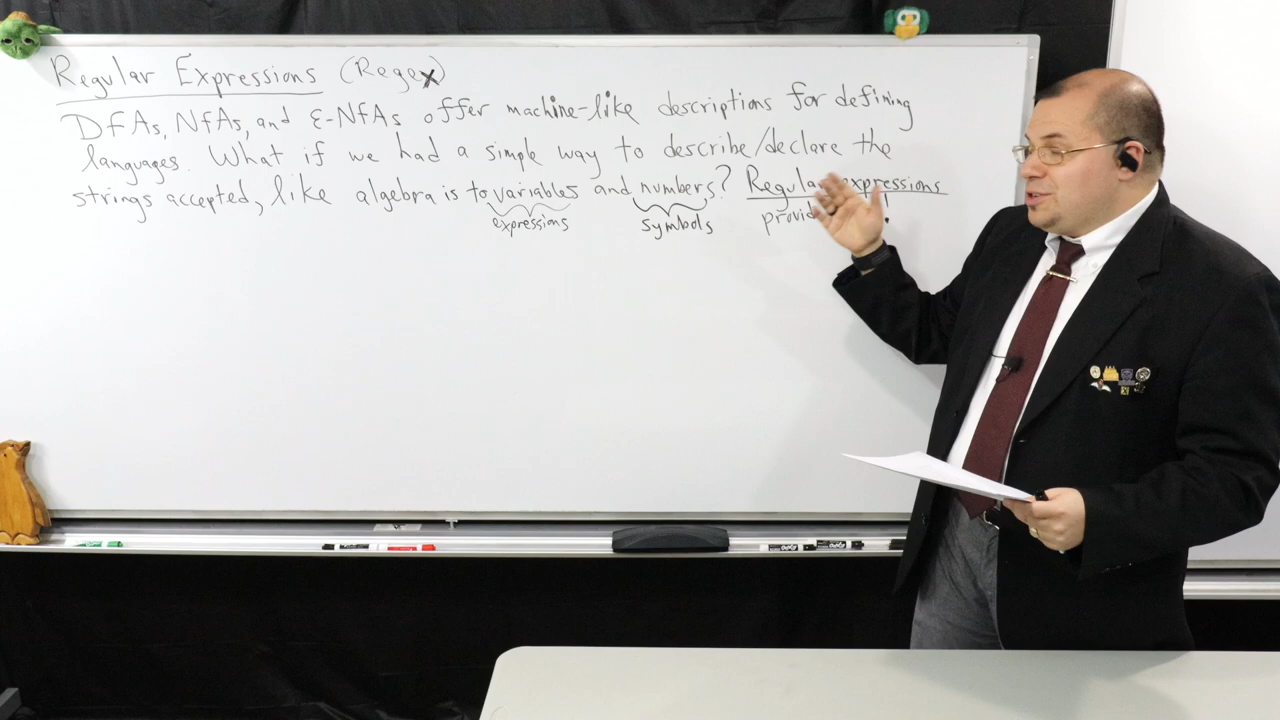 Regular Expressions (Regex)
DFAs, NFAs, and ε-NFAs offer machine-like descriptions for defining
languages. What if we had a simple way to describe/declare the
strings accepted, like algebra is to variables and numbers? Regular expressions
expressions symbols !